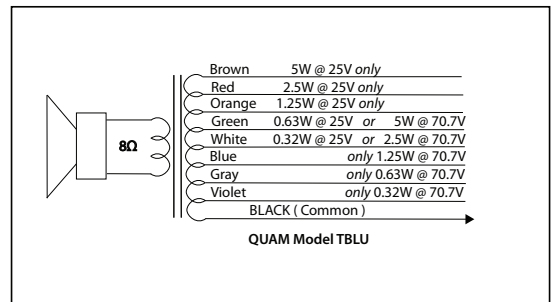 Brown 5W @ 25V only
Red 2.5W @ 25V only
Orange 1.25W @ 25V only
Green 0.63W @ 25V or 5W @ 70.7V
White 0.32W @ 25V or 2.5W @ 70.7V
Blue only 1.25W @ 70.7V
Gray only 0.63W @ 70.7V
Violet only 0.32W @ 70.7V
BLACK ( Common )
8Ω
QUAM Model TBLU